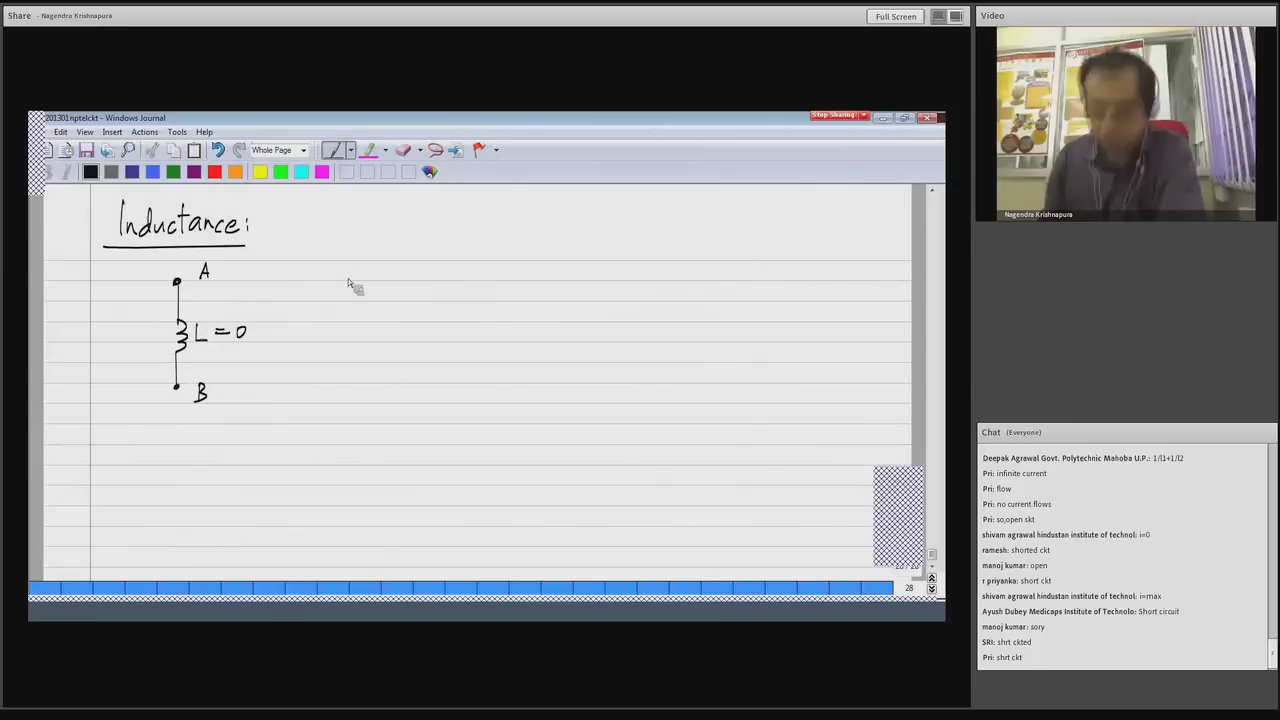 Share - Nagendra Krishnapura
Full Screen
Video
201301nptelckt - Windows Journal
Stop Sharing
Edit View Insert Actions Tools Help
Whole Page
Inductance:
A
L = 0
B
28
Nagendra Krishnapura
Chat (Everyone)
Deepak Agrawal Govt. Polytechnic Mahoba U.P.: 1/l1+1/l2
Pri: infinite current
Pri: flow
Pri: no current flows
Pri: so,open skt
shivam agrawal hindustan institute of technol: i=0
ramesh: shorted ckt
manoj kumar: open
r priyanka: short ckt
shivam agrawal hindustan institute of technol: i=max
Ayush Dubey Medicaps Institute of Technolo: Short circuit
manoj kumar: sory
SRI: shrt ckted
Pri: shrt ckt